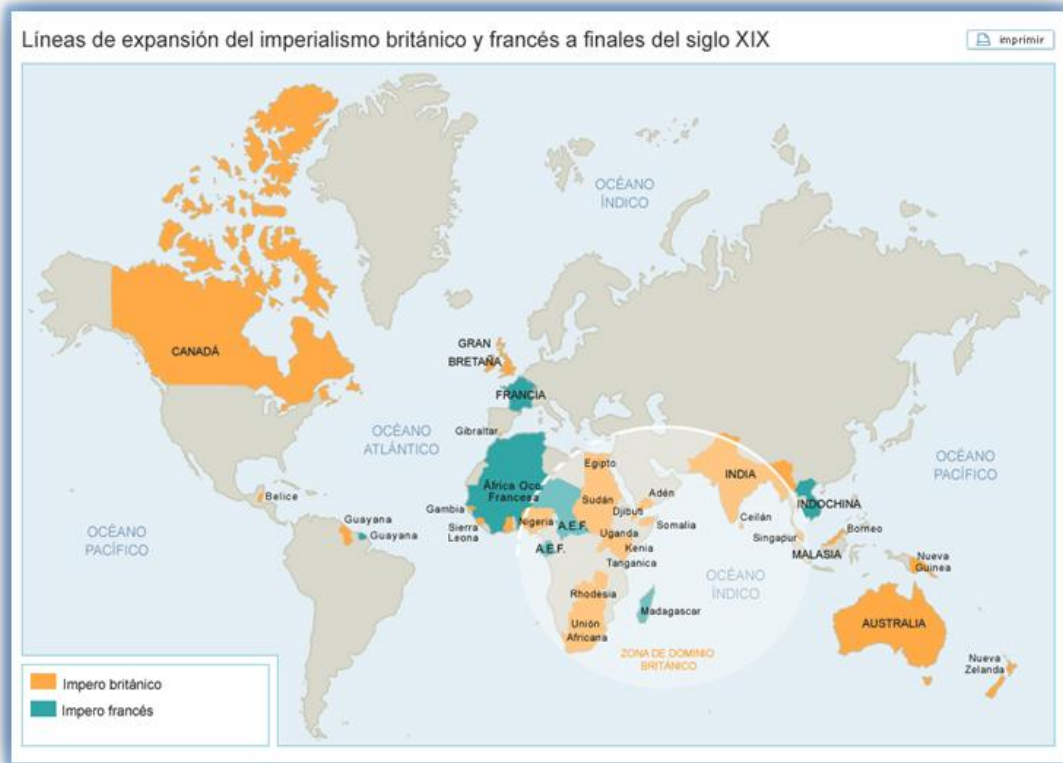 Líneas de expansión del imperialismo británico y francés a finales del siglo XIX
imprimir
OCÉANO
ÍNDICO
CANADÁ
GRAN
BRETAÑA
FRANCIA
OCÉANO
ATLÁNTICO
Gibraltar
OCÉANO
PACÍFICO
Egipto
INDIA
África Occ.
Francesa
Belice
Sudán
Adén
INDOCHINA
Gambia
Djibuti
Guayana
Nigeria
A.E.F.
Somalia
Ceilán
Borneo
Sierra
Leona
Guayana
Uganda
Singapur
OCÉANO
PACÍFICO
A.E.F.
Kenia
MALASIA
Tanganica
Nueva
Guinea
OCÉANO
ÍNDICO
Rhodesia
Madagascar
Unión
Africana
AUSTRALIA
ZONA DE DOMINIO
BRITÁNICO
Nueva
Zelanda
Impero británico
Impero francés